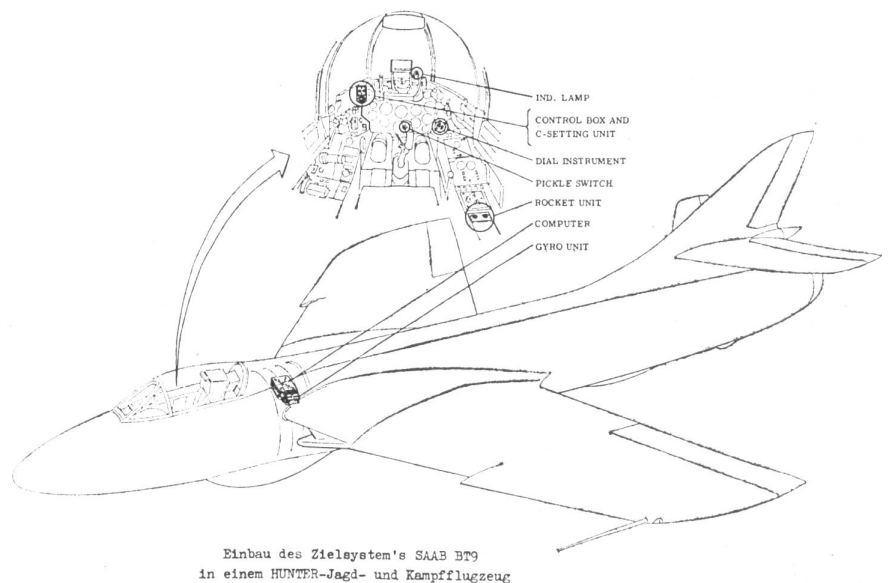 IND. LAMP
CONTROL BOX AND
C-SETTING UNIT
DIAL INSTRUMENT
PICKLE SWITCH
ROCKET UNIT
COMPUTER
GYRO UNIT
Einbau des Zielsystem's SAAB BT9
in einem HUNTER-Jagd- und Kampfflugzeug